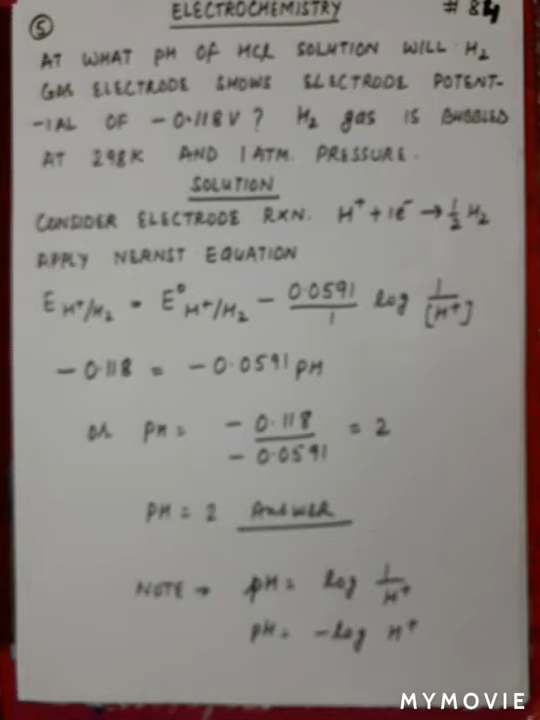 ⑤ ELECTROCHEMISTRY # 84
AT WHAT PH OF HCL SOLUTION WILL H₂
GAS ELECTRODE SHOWS ELECTRODE POTENT-
-IAL OF -0.118V? H₂ gas IS BUBBLED
AT 298K AND 1 ATM. PRESSURE.
SOLUTION
CONSIDER ELECTRODE RXN. H⁺ + 1e⁻ → 1/2 H₂
APPLY NERNST EQUATION
E H⁺/H₂ = E° H⁺/H₂ - 0.0591/1 log 1/[H⁺]
-0.118 = -0.0591 PH
or PH = -0.118/-0.0591 = 2
PH = 2 ANSWER
NOTE → pH = log 1/H⁺
pH = -log H⁺
MYMOVIE